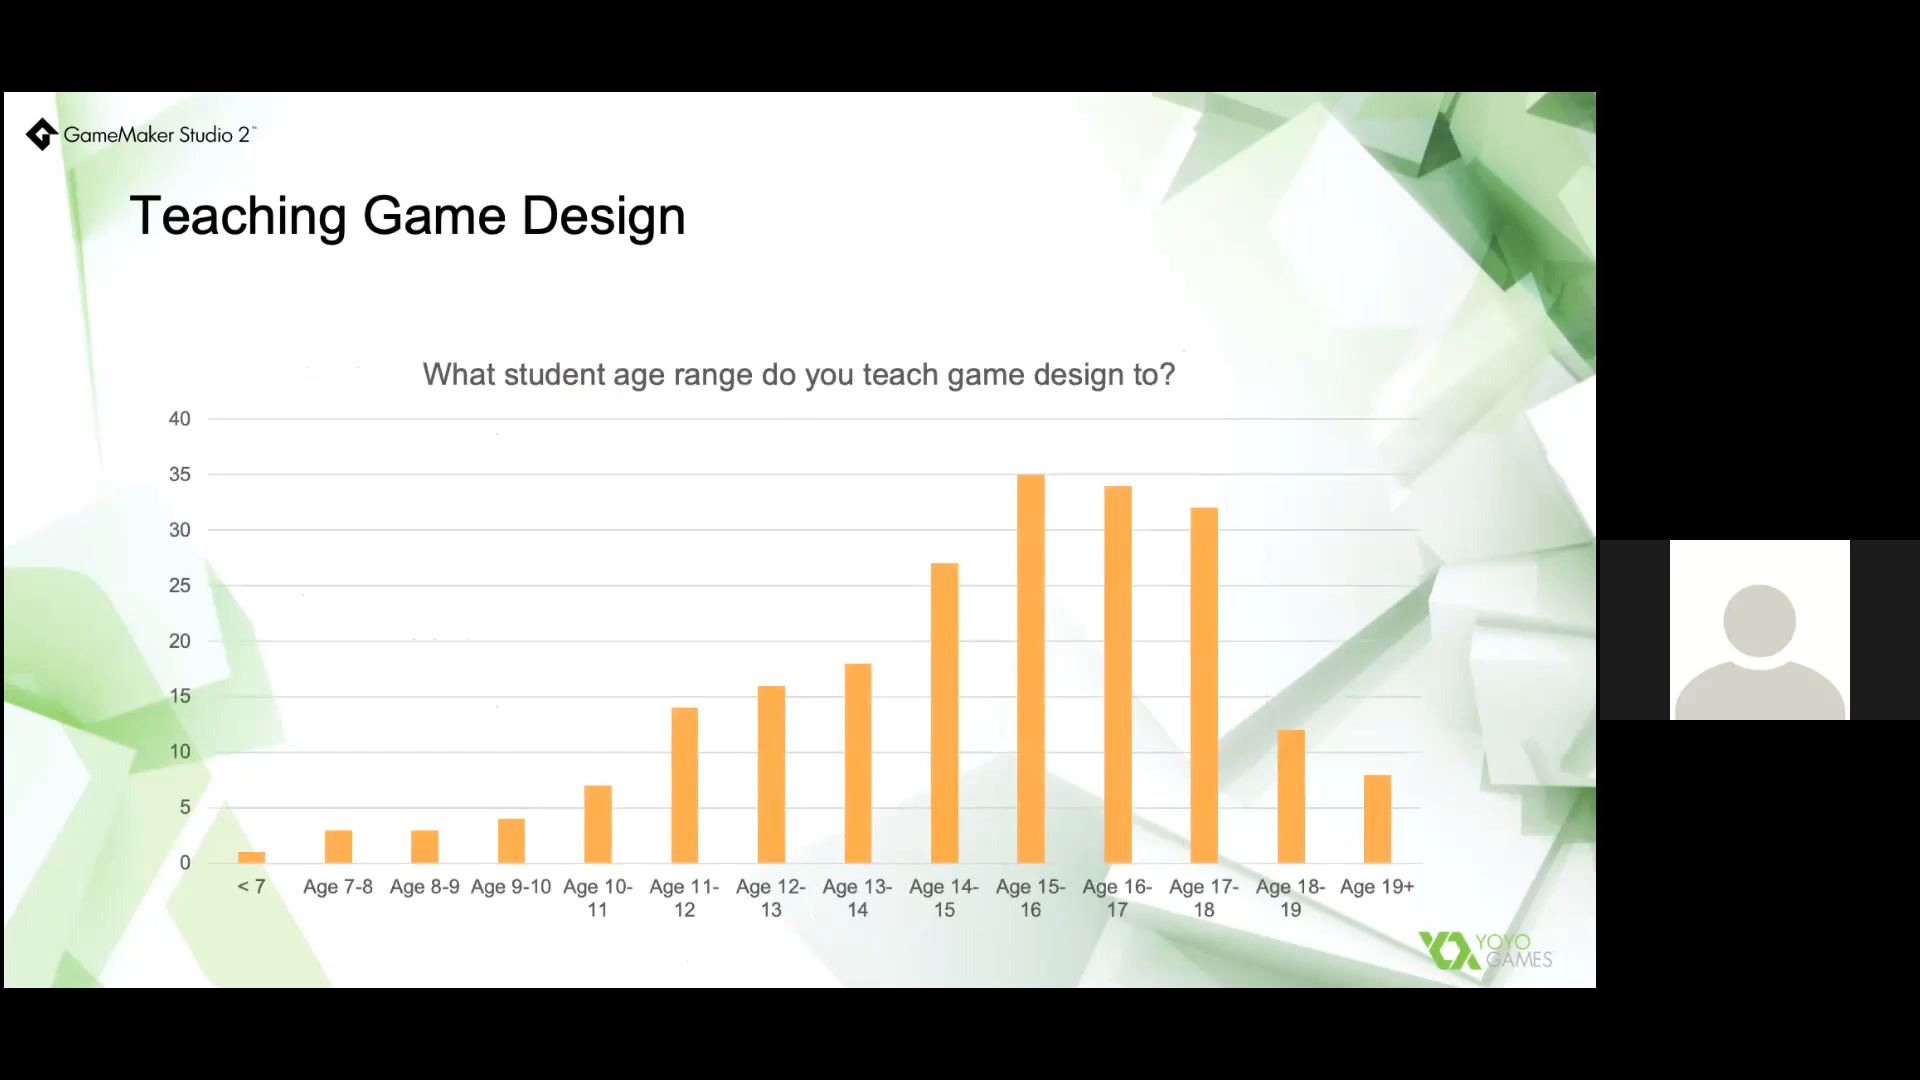 GameMaker Studio 2™
Teaching Game Design
What student age range do you teach game design to?
40
35
30
25
20
15
10
5
0
< 7
Age 7-8
Age 8-9
Age 9-10
Age 10-
11
Age 11-
12
Age 12-
13
Age 13-
14
Age 14-
15
Age 15-
16
Age 16-
17
Age 17-
18
Age 18-
19
Age 19+
YOYO
GAMES